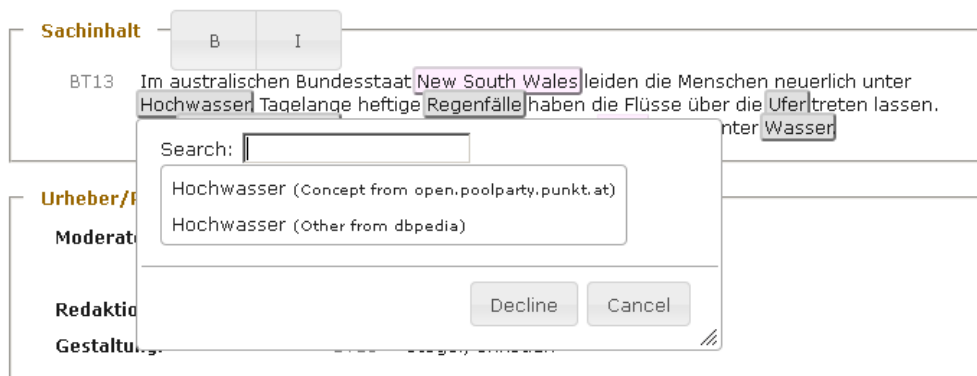 Sachinhalt
B I
BT13 Im australischen Bundesstaat New South Wales leiden die Menschen neuerlich unter
Hochwasser. Tagelange heftige Regenfälle haben die Flüsse über die Ufer treten lassen.
Wasser.
Search:
Hochwasser (Concept from open.poolparty.punkt.at)
Hochwasser (Other from dbpedia)
Decline Cancel
Urheber/
Moderat
Redaktio
Gestaltung: